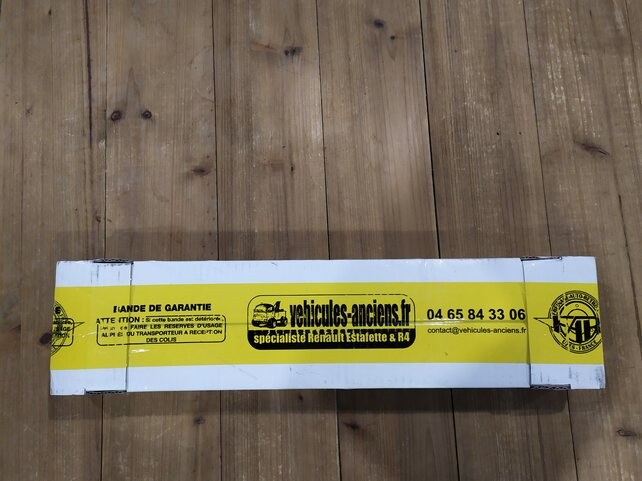 BANDE DE GARANTIE
ATTENTION : si cette bande est détériorée
FAIRE LES RESERVES D'USAGE
DU TRANSPORTEUR A RECEPTION
DES COLIS
vehicules-anciens.fr
spécialiste Renault Estafette & R4
04 65 84 33 06
contact@vehicules-anciens.fr
FRANCE